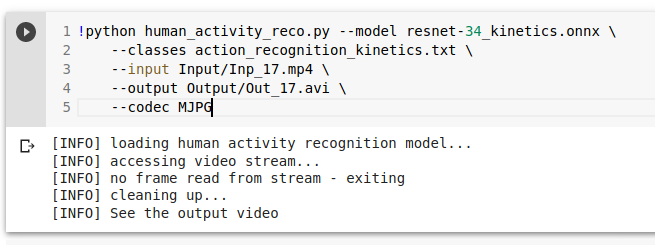 1 !python human_activity_reco.py --model resnet-34_kinetics.onnx \
2 --classes action_recognition_kinetics.txt \
3 --input Input/Inp_17.mp4 \
4 --output Output/Out_17.avi \
5 --codec MJPG
[INFO] loading human activity recognition model...
[INFO] accessing video stream...
[INFO] no frame read from stream - exiting
[INFO] cleaning up...
[INFO] See the output video